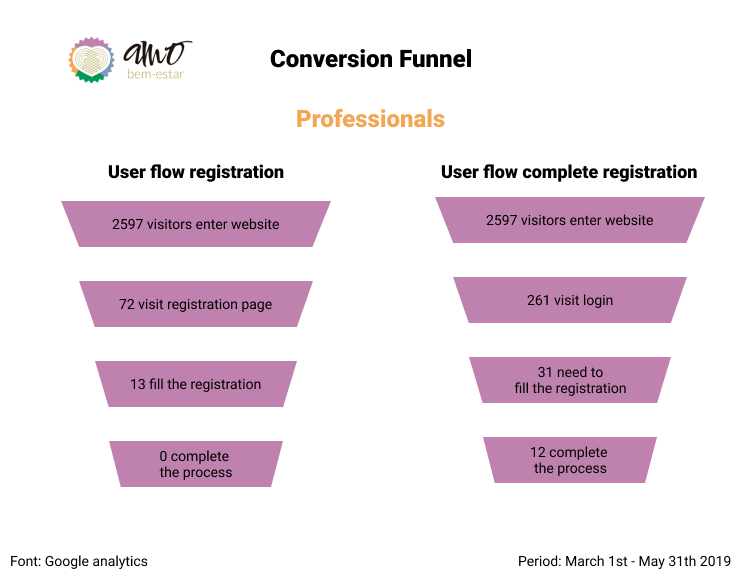 amo
bem-estar
Conversion Funnel
Professionals
User flow registration
2597 visitors enter website
72 visit registration page
13 fill the registration
0 complete
the process
User flow complete registration
2597 visitors enter website
261 visit login
31 need to
fill the registration
12 complete
the process
Font: Google analytics
Period: March 1st - May 31th 2019